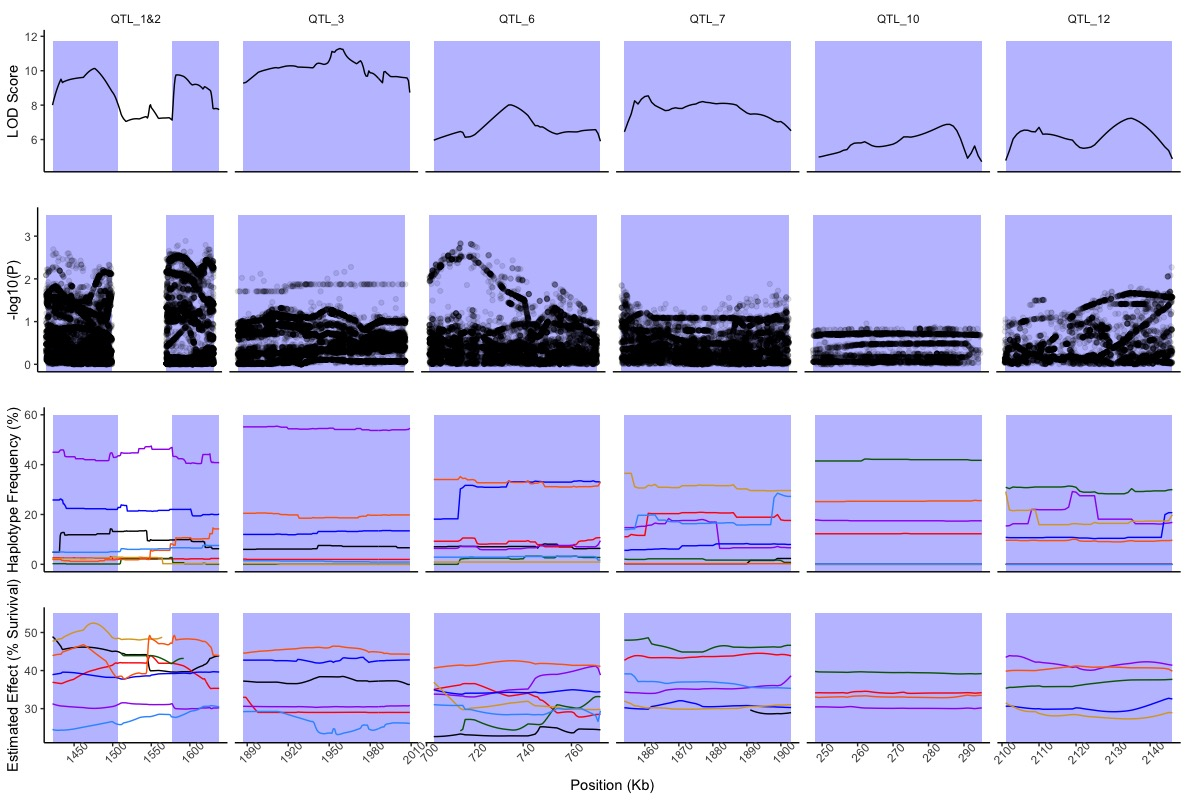 QTL_1&2 QTL_3 QTL_6 QTL_7 QTL_10 QTL_12
LOD Score
12
10
8
6
-log10(P)
3
2
1
0
Haplotype Frequency (%)
60
40
20
0
Estimated Effect (% Surivival)
50
40
30
1450 1500 1550 1600 1890 1920 1950 1980 2010 700 720 740 760 1860 1870 1880 1890 1900 250 260 270 280 290 2100 2110 2120 2130 2140
Position (Kb)